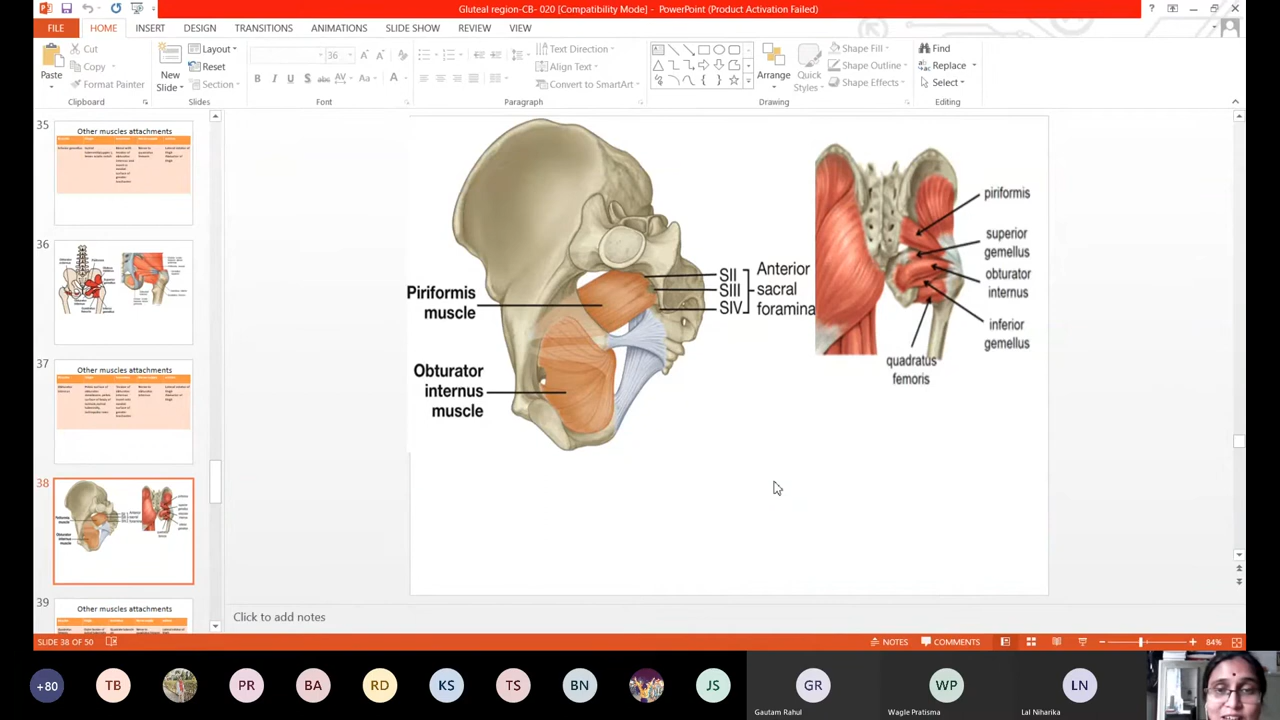 Gluteal region-CB- 020 [Compatibility Mode] - PowerPoint (Product Activation Failed)
FILE HOME INSERT DESIGN TRANSITIONS ANIMATIONS SLIDE SHOW REVIEW VIEW
Paste
Cut
Copy
Format Painter
Clipboard
New
Slide
Layout
Reset
Section
Slides
36
B I U S abc AV Aa A
Font
Text Direction
Align Text
Convert to SmartArt
Paragraph
Arrange
Quick
Styles
Shape Fill
Shape Outline
Shape Effects
Drawing
Find
Replace
Select
Editing
35
Other muscles attachments
36
37
Other muscles attachments
38
39
Other muscles attachments
Piriformis
muscle
Obturator
internus
muscle
SII
SIII
SIV
Anterior
sacral
foramina
piriformis
superior
gemellus
obturator
internus
inferior
gemellus
quadratus
femoris
Click to add notes
SLIDE 38 OF 50
NOTES
COMMENTS
84%
+80
TB
PR
BA
RD
KS
TS
BN
JS
GR
Gautam Rahul
WP
Wagle Pratisma
LN
Lal Niharika